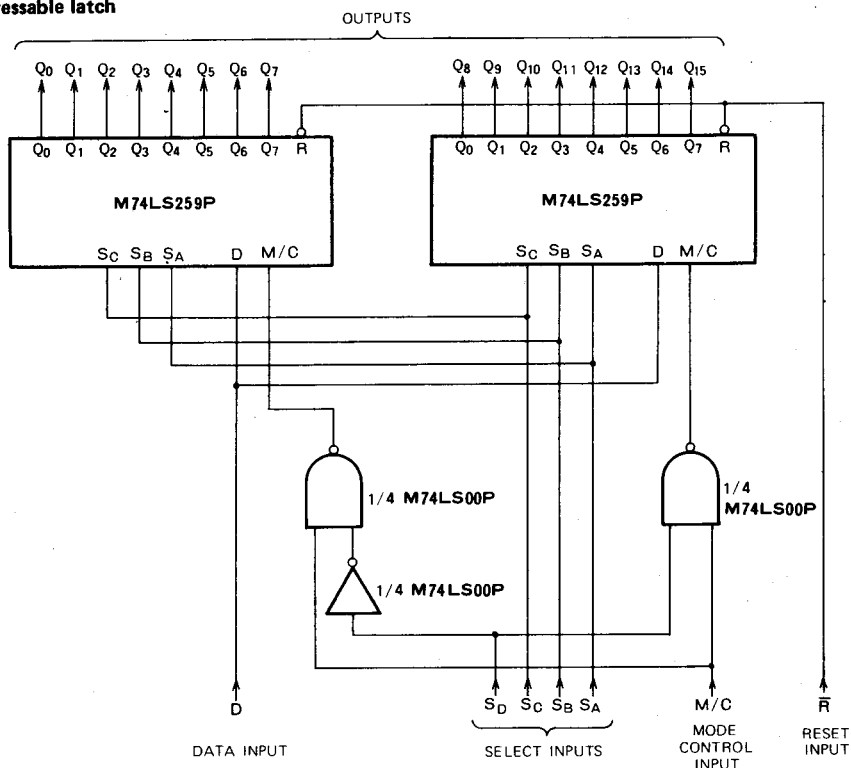 essable latch
OUTPUTS
Q0 Q1 Q2 Q3 Q4 Q5 Q6 Q7
Q8 Q9 Q10 Q11 Q12 Q13 Q14 Q15
Q0 Q1 Q2 Q3 Q4 Q5 Q6 Q7 R
Q0 Q1 Q2 Q3 Q4 Q5 Q6 Q7 R
M74LS259P
M74LS259P
SC SB SA D M/C
SC SB SA D M/C
1/4 M74LS00P
1/4
M74LS00P
1/4 M74LS00P
D
SD SC SB SA
M/C
R̅
DATA INPUT
SELECT INPUTS
MODE
CONTROL
INPUT
RESET
INPUT